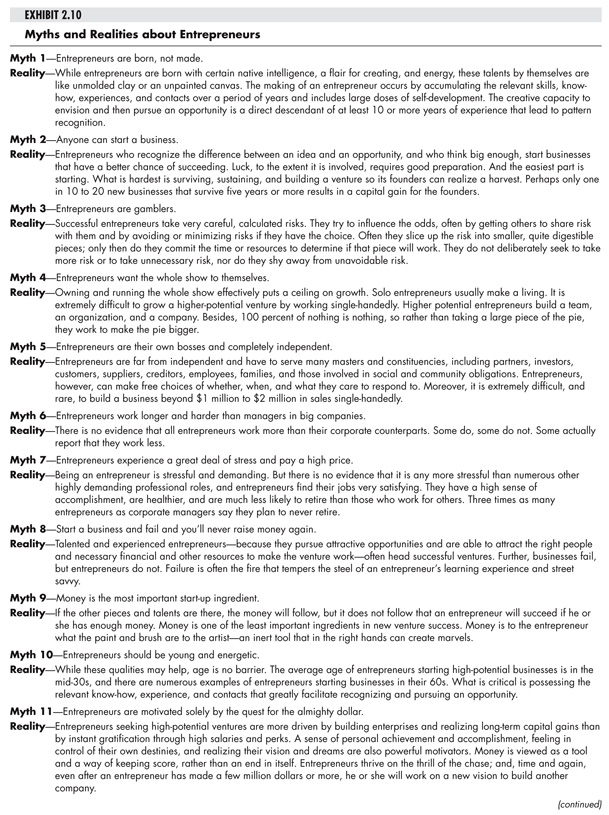 EXHIBIT 2.10
Myths and Realities about Entrepreneurs
Myth 1—Entrepreneurs are born, not made.
Reality—While entrepreneurs are born with certain native intelligence, a flair for creating, and energy, these talents by themselves are
like unmolded clay or an unpainted canvas. The making of an entrepreneur occurs by accumulating the relevant skills, know-
how, experiences, and contacts over a period of years and includes large doses of self-development. The creative capacity to
envision and then pursue an opportunity is a direct descendant of at least 10 or more years of experience that lead to pattern
recognition.
Myth 2—Anyone can start a business.
Reality—Entrepreneurs who recognize the difference between an idea and an opportunity, and who think big enough, start businesses
that have a better chance of succeeding. Luck, to the extent it is involved, requires good preparation. And the easiest part is
starting. What is hardest is surviving, sustaining, and building a venture so its founders can realize a harvest. Perhaps only one
in 10 to 20 new businesses that survive five years or more results in a capital gain for the founders.
Myth 3—Entrepreneurs are gamblers.
Reality—Successful entrepreneurs take very careful, calculated risks. They try to influence the odds, often by getting others to share risk
with them and by avoiding or minimizing risks if they have the choice. Often they slice up the risk into smaller, quite digestible
pieces; only then do they commit the time or resources to determine if that piece will work. They do not deliberately seek to take
more risk or to take unnecessary risk, nor do they shy away from unavoidable risk.
Myth 4—Entrepreneurs want the whole show to themselves.
Reality—Owning and running the whole show effectively puts a ceiling on growth. Solo entrepreneurs usually make a living. It is
extremely difficult to grow a higher-potential venture by working single-handedly. Higher potential entrepreneurs build a team,
an organization, and a company. Besides, 100 percent of nothing is nothing, so rather than taking a large piece of the pie,
they work to make the pie bigger.
Myth 5—Entrepreneurs are their own bosses and completely independent.
Reality—Entrepreneurs are far from independent and have to serve many masters and constituencies, including partners, investors,
customers, suppliers, creditors, employees, families, and those involved in social and community obligations. Entrepreneurs,
however, can make free choices of whether, when, and what they care to respond to. Moreover, it is extremely difficult, and
rare, to build a business beyond $1 million to $2 million in sales single-handedly.
Myth 6—Entrepreneurs work longer and harder than managers in big companies.
Reality—There is no evidence that all entrepreneurs work more than their corporate counterparts. Some do, some do not. Some actually
report that they work less.
Myth 7—Entrepreneurs experience a great deal of stress and pay a high price.
Reality—Being an entrepreneur is stressful and demanding. But there is no evidence that it is any more stressful than numerous other
highly demanding professional roles, and entrepreneurs find their jobs very satisfying. They have a high sense of
accomplishment, are healthier, and are much less likely to retire than those who work for others. Three times as many
entrepreneurs as corporate managers say they plan to never retire.
Myth 8—Start a business and fail and you'll never raise money again.
Reality—Talented and experienced entrepreneurs—because they pursue attractive opportunities and are able to attract the right people
and necessary financial and other resources to make the venture work—often head successful ventures. Further, businesses fail,
but entrepreneurs do not. Failure is often the fire that tempers the steel of an entrepreneur's learning experience and street
savvy.
Myth 9—Money is the most important start-up ingredient.
Reality—If the other pieces and talents are there, the money will follow, but it does not follow that an entrepreneur will succeed if he or
she has enough money. Money is one of the least important ingredients in new venture success. Money is to the entrepreneur
what the paint and brush are to the artist—an inert tool that in the right hands can create marvels.
Myth 10—Entrepreneurs should be young and energetic.
Reality—While these qualities may help, age is no barrier. The average age of entrepreneurs starting high-potential businesses is in the
mid-30s, and there are numerous examples of entrepreneurs starting businesses in their 60s. What is critical is possessing the
relevant know-how, experience, and contacts that greatly facilitate recognizing and pursuing an opportunity.
Myth 11—Entrepreneurs are motivated solely by the quest for the almighty dollar.
Reality—Entrepreneurs seeking high-potential ventures are more driven by building enterprises and realizing long-term capital gains than
by instant gratification through high salaries and perks. A sense of personal achievement and accomplishment, feeling in
control of their own destinies, and realizing their vision and dreams are also powerful motivators. Money is viewed as a tool
and a way of keeping score, rather than an end in itself. Entrepreneurs thrive on the thrill of the chase; and, time and again,
even after an entrepreneur has made a few million dollars or more, he or she will work on a new vision to build another
company.
(continued)